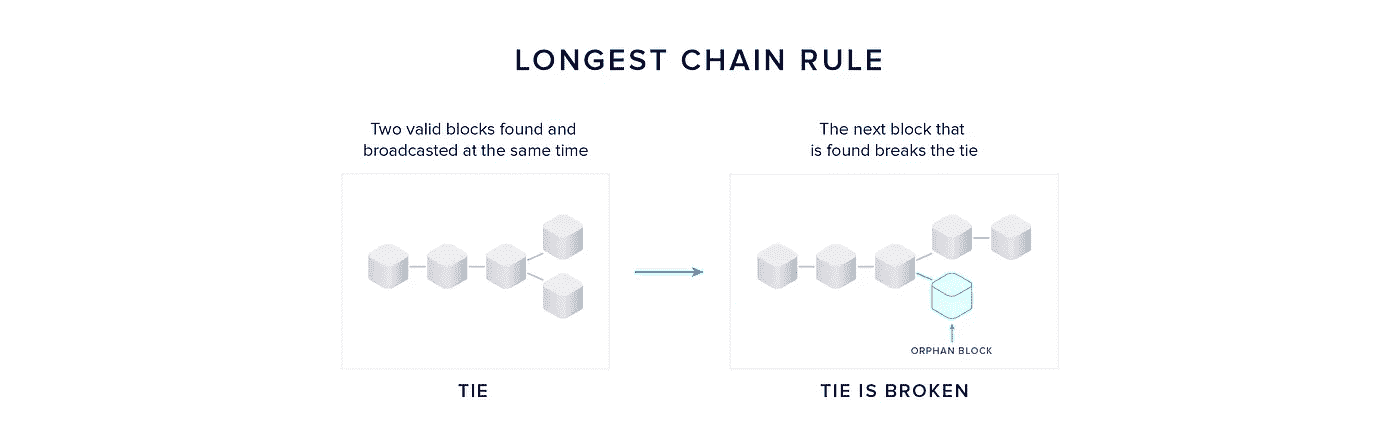 LONGEST CHAIN RULE
Two valid blocks found and
broadcasted at the same time
The next block that
is found breaks the tie
ORPHAN BLOCK
TIE
TIE IS BROKEN